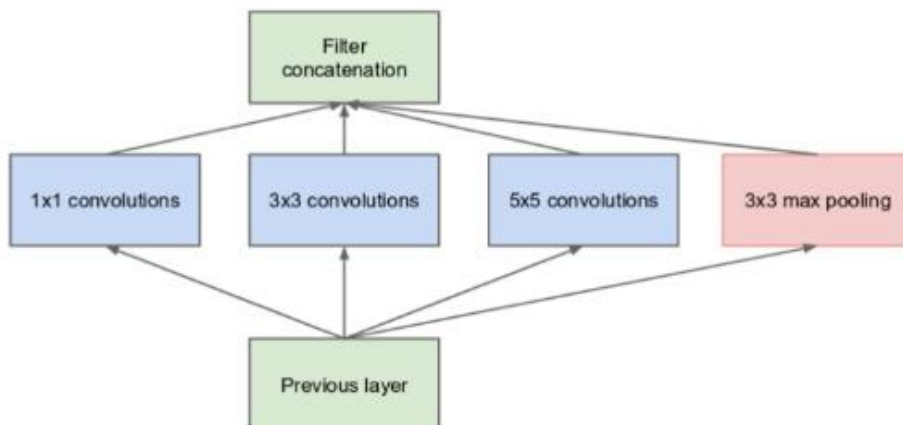 Filter
concatenation
1x1 convolutions
3x3 convolutions
5x5 convolutions
3x3 max pooling
Previous layer